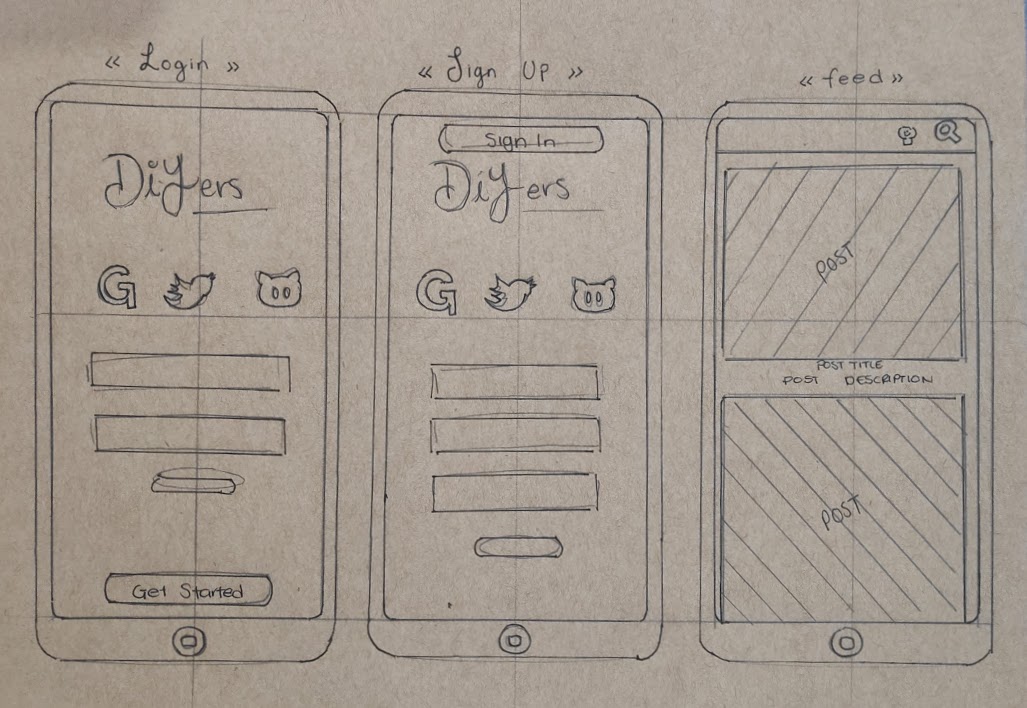 « Login »
DiYers
G
Get Started
« Sign Up »
Sign In
DiYers
G
« feed »
POST
POST TITLE
POST DESCRIPTION
POST